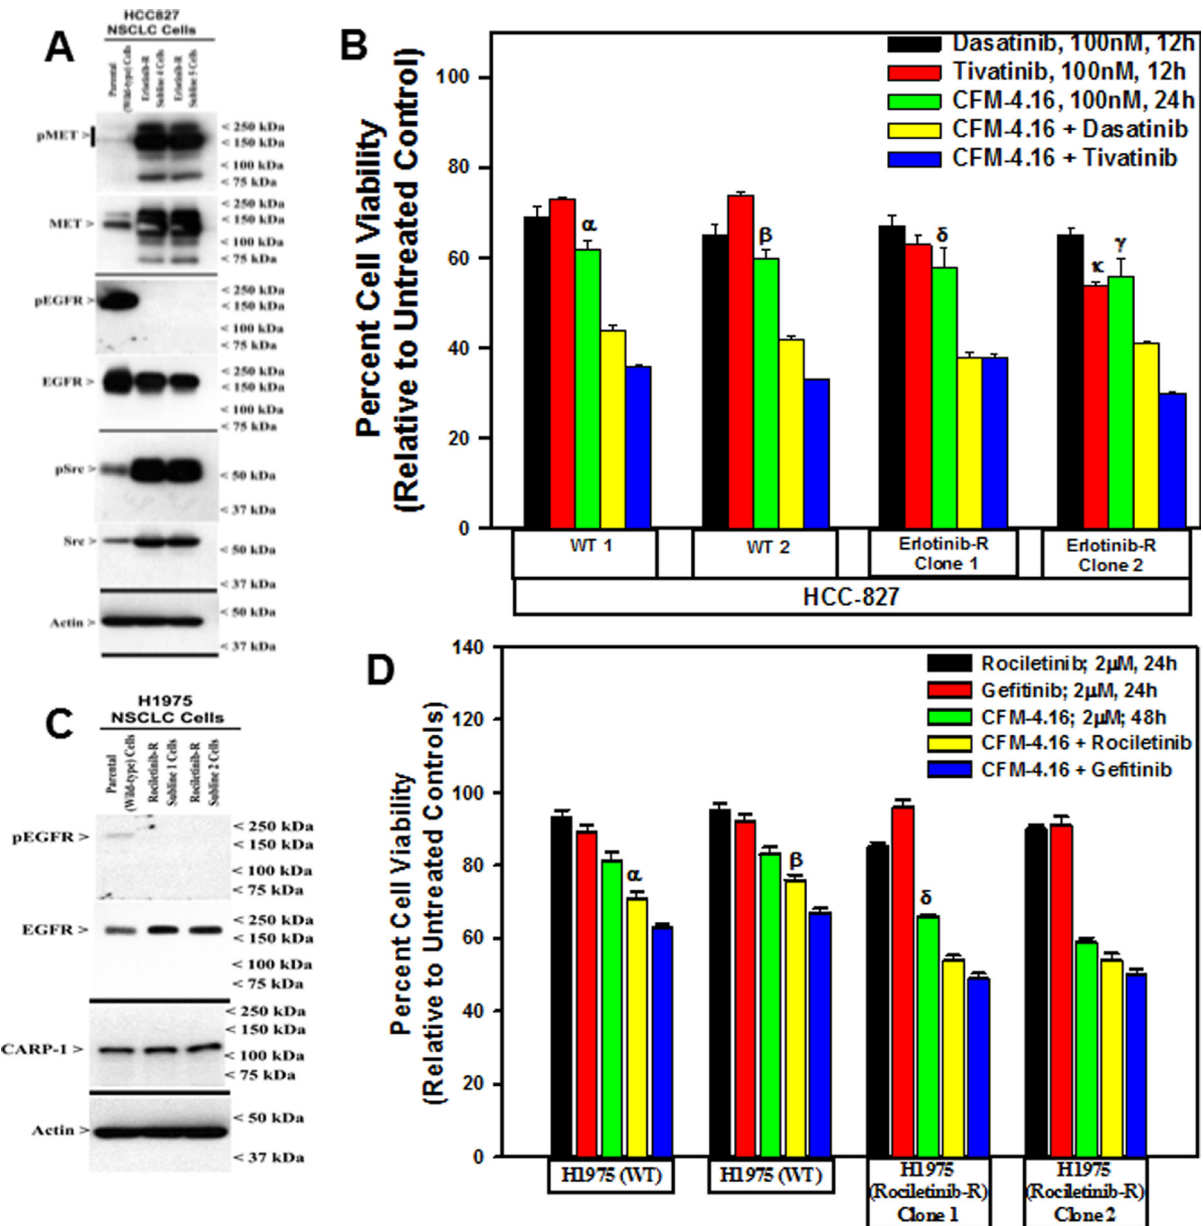 A
HCC827
NSCLC Cells
Parental
(Wild-type) Cells
Erlotinib-R
Subline 4 Cells
Erlotinib-R
Subline 5 Cells
pMET
< 250 kDa
< 150 kDa
< 100 kDa
< 75 kDa
MET >
< 250 kDa
< 150 kDa
< 100 kDa
< 75 kDa
pEGFR >
< 250 kDa
< 150 kDa
< 100 kDa
< 75 kDa
EGFR >
< 250 kDa
< 150 kDa
< 100 kDa
< 75 kDa
pSrc >
< 50 kDa
< 37 kDa
Src >
< 50 kDa
< 37 kDa
Actin >
< 50 kDa
< 37 kDa
B
Percent Cell Viability
(Relative to Untreated Control)
100
80
60
40
20
0
Dasatinib, 100nM, 12h
Tivatinib, 100nM, 12h
CFM-4.16, 100nM, 24h
CFM-4.16 + Dasatinib
CFM-4.16 + Tivatinib
α
β
δ
κ
γ
WT 1
WT 2
Erlotinib-R
Clone 1
Erlotinib-R
Clone 2
HCC-827
C
H1975
NSCLC Cells
Parental
(Wild-type) Cells
Rociletinib-R
Subline 1 Cells
Rociletinib-R
Subline 2 Cells
pEGFR >
< 250 kDa
< 150 kDa
< 100 kDa
< 75 kDa
EGFR >
< 250 kDa
< 150 kDa
< 100 kDa
< 75 kDa
CARP-1 >
< 250 kDa
< 150 kDa
< 100 kDa
< 75 kDa
Actin >
< 50 kDa
< 37 kDa
D
Percent Cell Viability
(Relative to Untreated Controls)
140
120
100
80
60
40
20
0
Rociletinib; 2µM, 24h
Gefitinib; 2µM, 24h
CFM-4.16; 2µM; 48h
CFM-4.16 + Rociletinib
CFM-4.16 + Gefitinib
α
β
δ
H1975 (WT)
H1975 (WT)
H1975
(Rociletinib-R)
Clone 1
H1975
(Rociletinib-R)
Clone 2